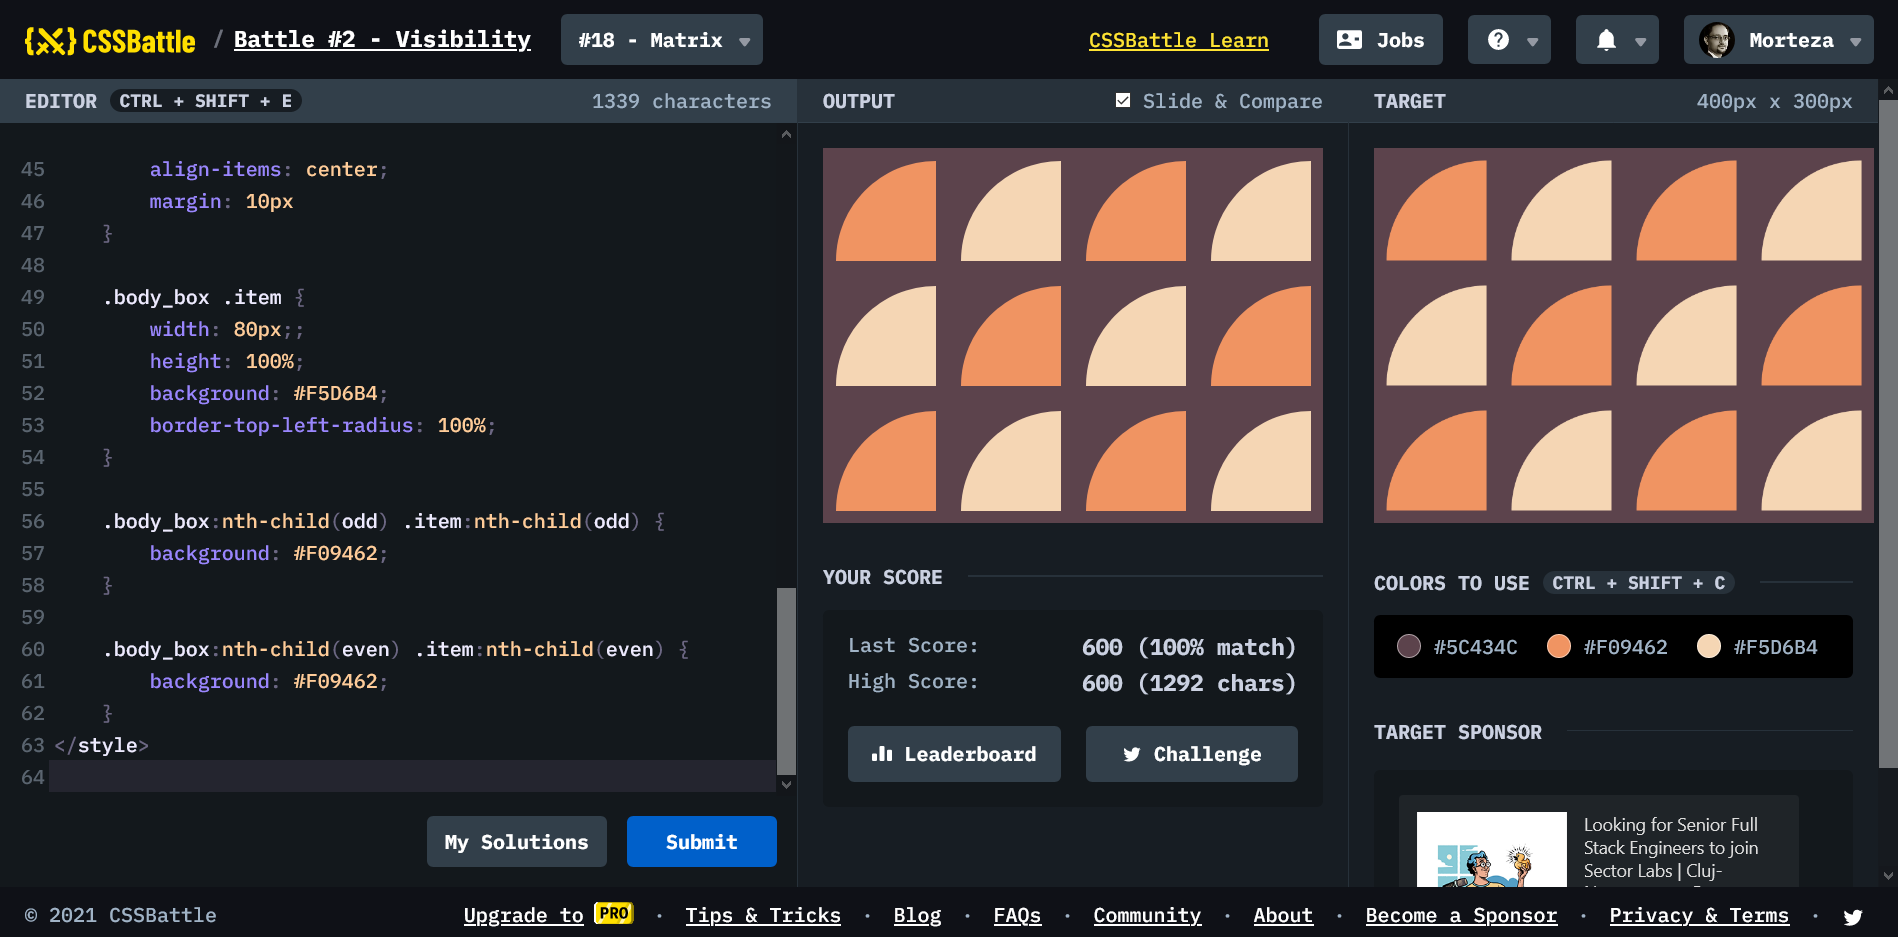 CSSBattle / Battle #2 - Visibility #18 - Matrix CSSBattle Learn Jobs Morteza
EDITOR CTRL + SHIFT + E 1339 characters
OUTPUT Slide & Compare
TARGET 400px x 300px
45 align-items: center;
46 margin: 10px
47 }
48
49 .body_box .item {
50 width: 80px;;
51 height: 100%;
52 background: #F5D6B4;
53 border-top-left-radius: 100%;
54 }
55
56 .body_box:nth-child(odd) .item:nth-child(odd) {
57 background: #F09462;
58 }
59
60 .body_box:nth-child(even) .item:nth-child(even) {
61 background: #F09462;
62 }
63 </style>
64
My Solutions Submit
YOUR SCORE
Last Score: 600 (100% match)
High Score: 600 (1292 chars)
Leaderboard Challenge
COLORS TO USE CTRL + SHIFT + C
#5C434C #F09462 #F5D6B4
TARGET SPONSOR
Looking for Senior Full
Stack Engineers to join
Sector Labs | Cluj-
© 2021 CSSBattle Upgrade to PRO · Tips & Tricks · Blog · FAQs · Community · About · Become a Sponsor · Privacy & Terms ·